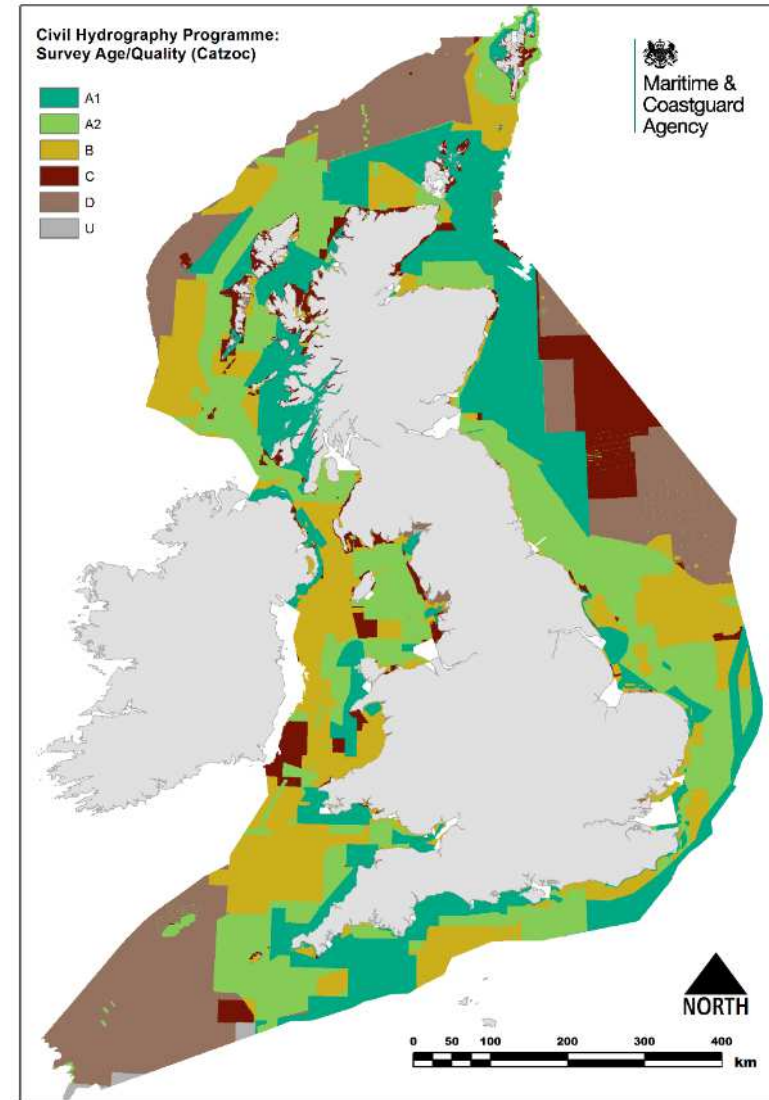 Civil Hydrography Programme:
Survey Age/Quality (Catzoc)
A1
A2
B
C
D
U
Maritime &
Coastguard
Agency
NORTH
0 25 50 100 200 300 400
km